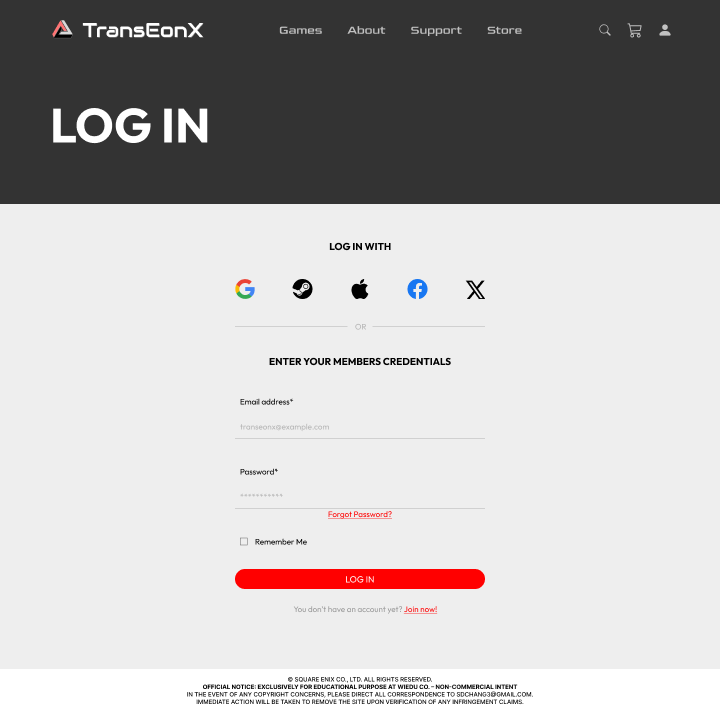 TransEonX
Games About Support Store
LOG IN
LOG IN WITH
OR
ENTER YOUR MEMBERS CREDENTIALS
Email address*
transeons@example.com
Password*
***********
Forgot Password?
Remember Me
LOG IN
You don't have an account yet? Join now!
© SQUARE ENIX CO., LTD. ALL RIGHTS RESERVED.
OFFICIAL NOTICE: EXCLUSIVELY FOR EDUCATIONAL PURPOSE AT WIEDU CO. – NON-COMMERCIAL INTENT
IN THE EVENT OF ANY COPYRIGHT CONCERNS, PLEASE DIRECT ALL CORRESPONDENCE TO SDCHANG3@GMAIL.COM.
IMMEDIATE ACTION WILL BE TAKEN TO REMOVE THE SITE UPON VERIFICATION OF ANY INFRINGEMENT CLAIMS.